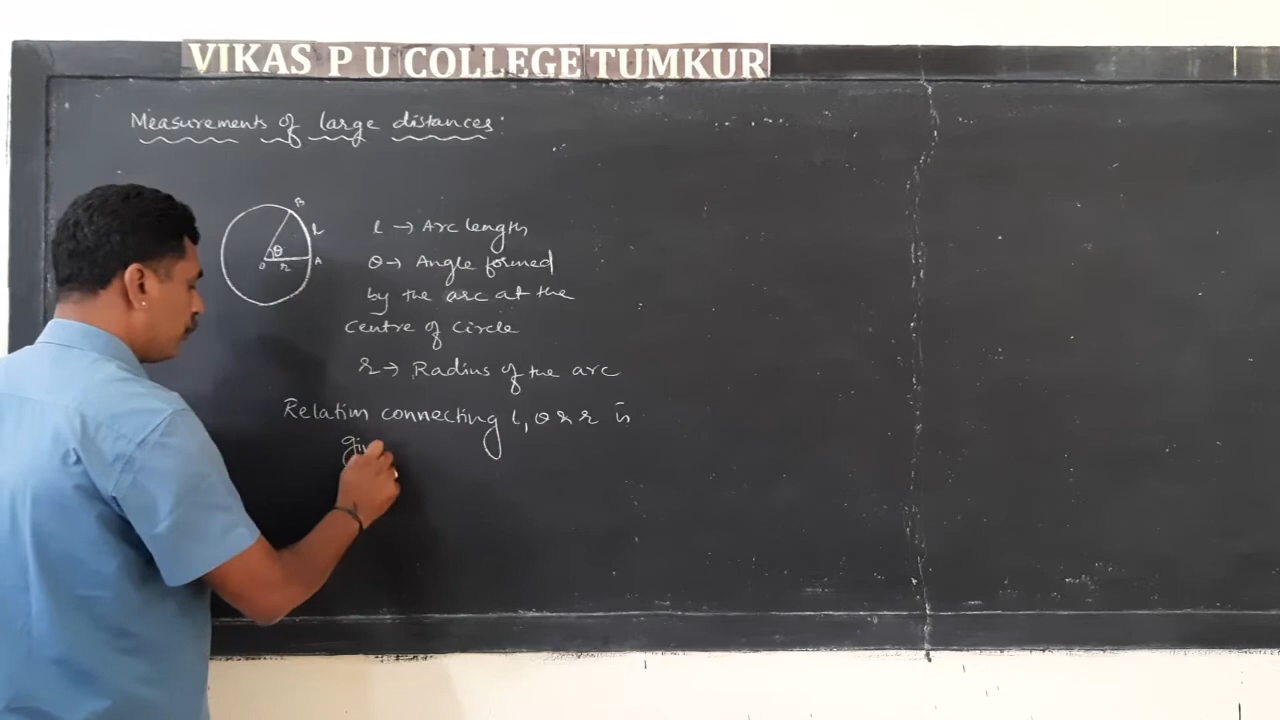 VIKAS P U COLLEGE TUMKUR
Measurements of large distances:
B
l
θ
O r A
l → Arc length
θ → Angle formed
by the arc at the
centre of circle
r → Radius of the arc
Relation connecting l, θ & r is
giv